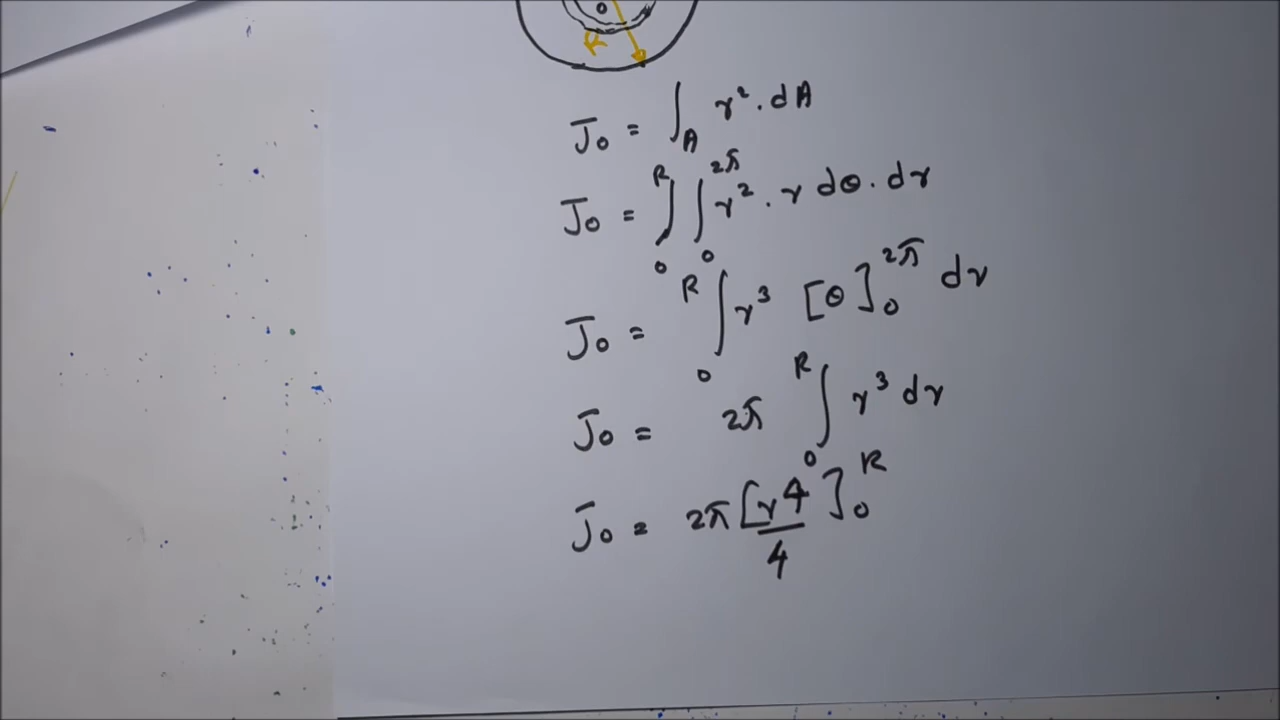 0
R
J₀ = ∫_A r² . dA
J₀ = ∫₀^R ∫₀^2π r² . r dθ . dr
J₀ = ∫₀^R r³ [θ]₀^2π dr
J₀ = 2π ∫₀^R r³ dr
J₀ = 2π [r⁴/4]₀^R